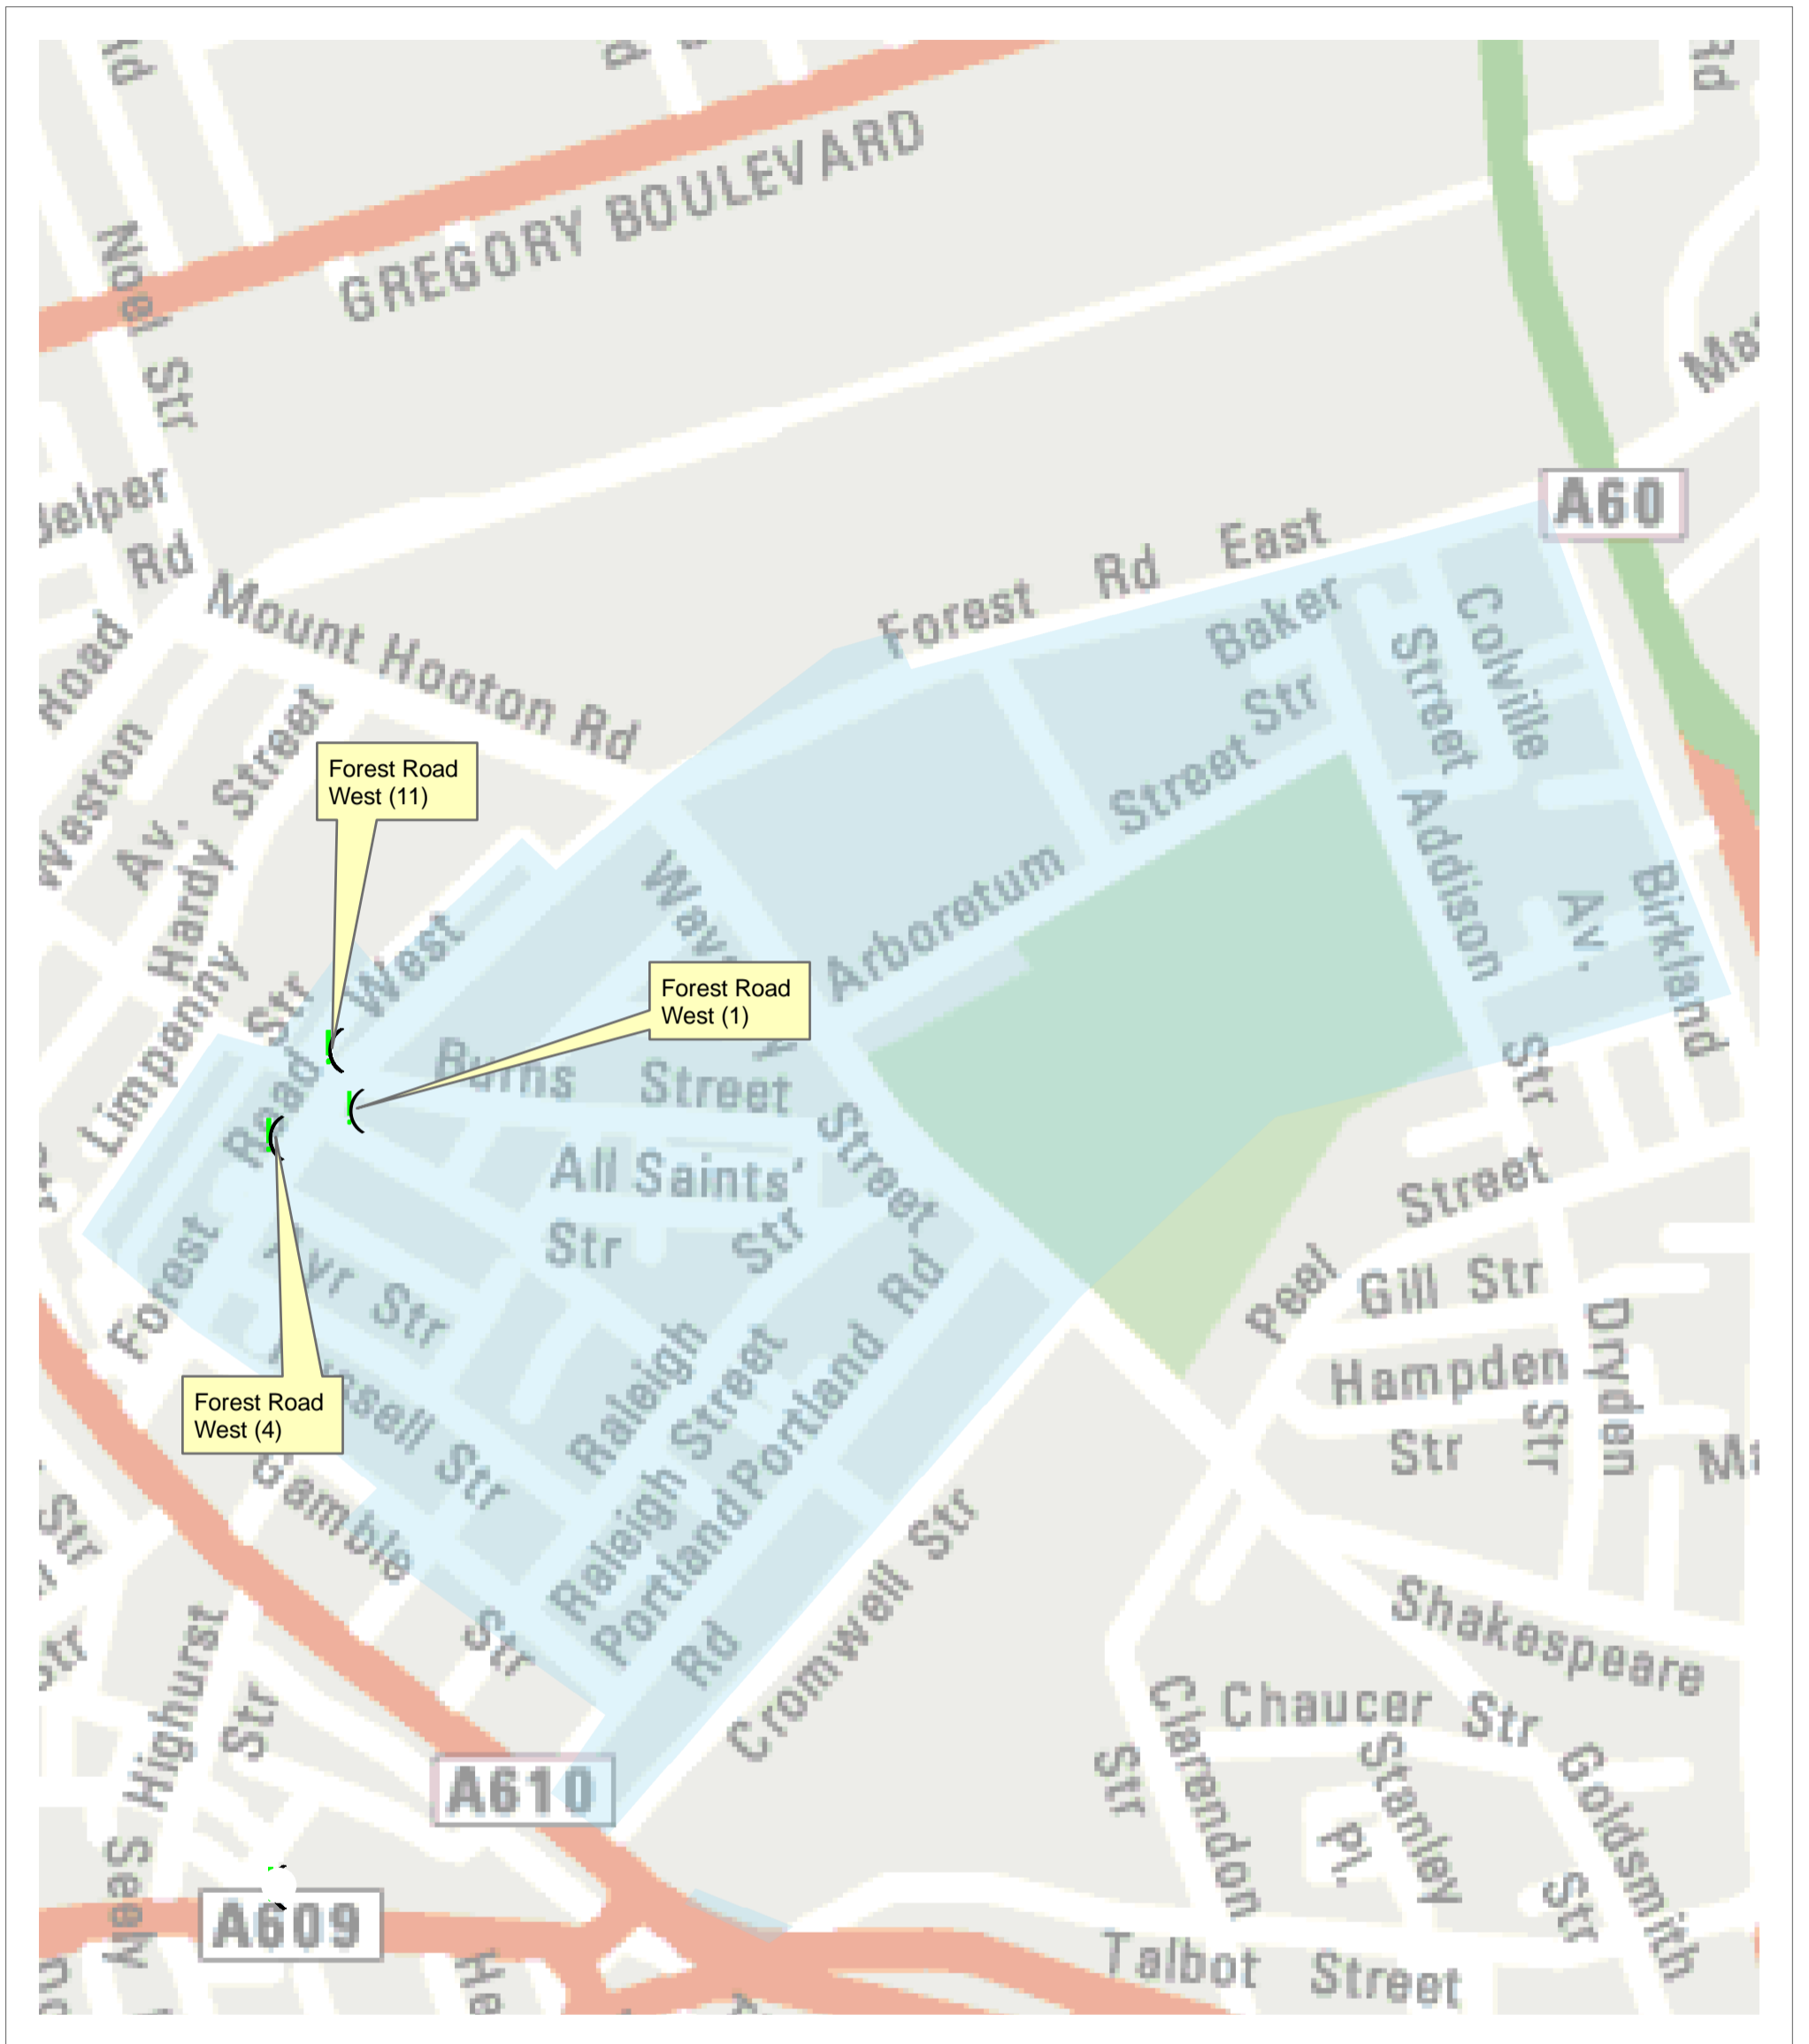 GREGORY BOULEVARD
Noel Str
Belper
Rd
Road
Mount Hooton Rd
Forest Rd East
A60
Baker
Street
Colville
Str
Street
Weston
Av.
Hardy Street
Forest Road
West (11)
Arboretum
Addison
Av.
Birkland
Limpenny
Str
West
Forest Road
West (1)
Burns Street
Road
Street
Str
All Saints'
Str
Str
Street
Forest
Str
Raleigh
Portland Rd
Peel
Gill Str
Dryden
Hampden
Str
Str
Forest Road
West (4)
Str
Gamble
Str
Raleigh Street
Portland
Rd
Cromwell Str
Shakespeare
Str
Highurst
Str
Clarendon
Str
Chaucer
Stanley
Pl.
Goldsmith
Str
A610
Seely
A609
Talbot Street